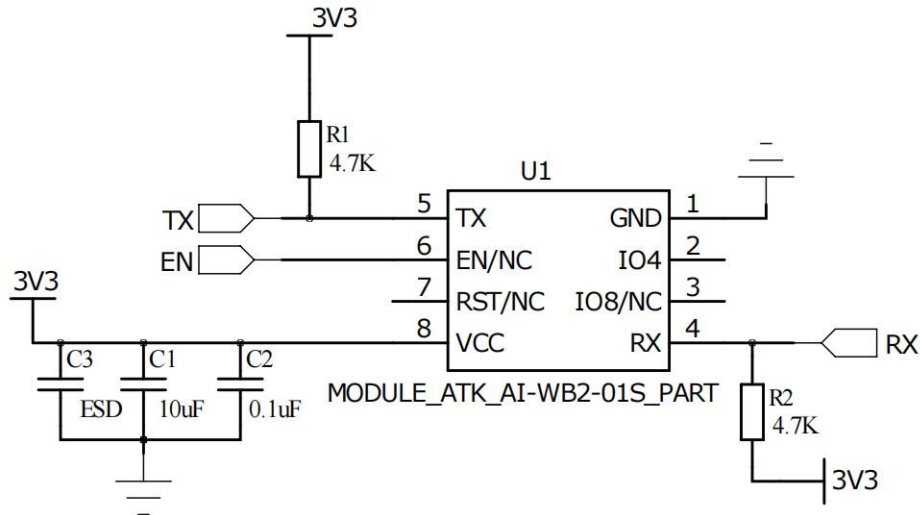 3V3
R1
4.7K
U1
TX
5
TX
GND
1
EN
6
EN/NC
IO4
2
3V3
7
RST/NC
IO8/NC
3
8
VCC
RX
4
RX
C3
C1
C2
ESD
10uF
0.1uF
MODULE_ATK_AI-WB2-01S_PART
R2
4.7K
3V3